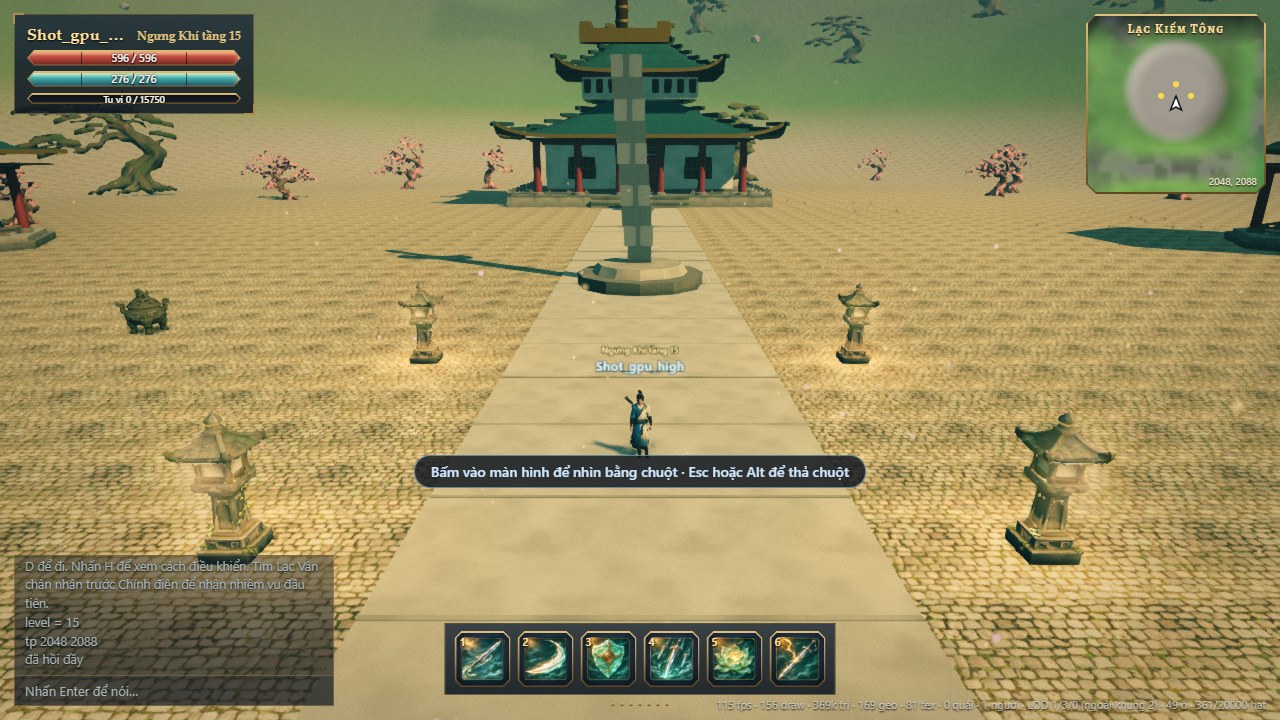 Shot_gpu_... Ngưng Khí tầng 15
596 / 596
276 / 276
Tu vi 0 / 15750
Lạc Kiếm Tông
2048, 2088
Ngưng Khí tầng 15
Shot_gpu_high
Bấm vào màn hình để nhìn bằng chuột · Esc hoặc Alt để thả chuột
D để đi. Nhấn H để xem cách điều khiển. Tìm Lạc Vân
chân nhân trước Chính điện để nhận nhiệm vụ đầu
tiên.
level = 15
tp 2048 2088
đã hồi đầy
Nhấn Enter để nói...
1 2 3 4 5 6
115 fps · 156 draw · 369k tri · 169 geo · 81 tex · 0 quái · 1 người · LOD 1/3/0 (ngoài khung 2) · 49 ô · 361/20000 hạt